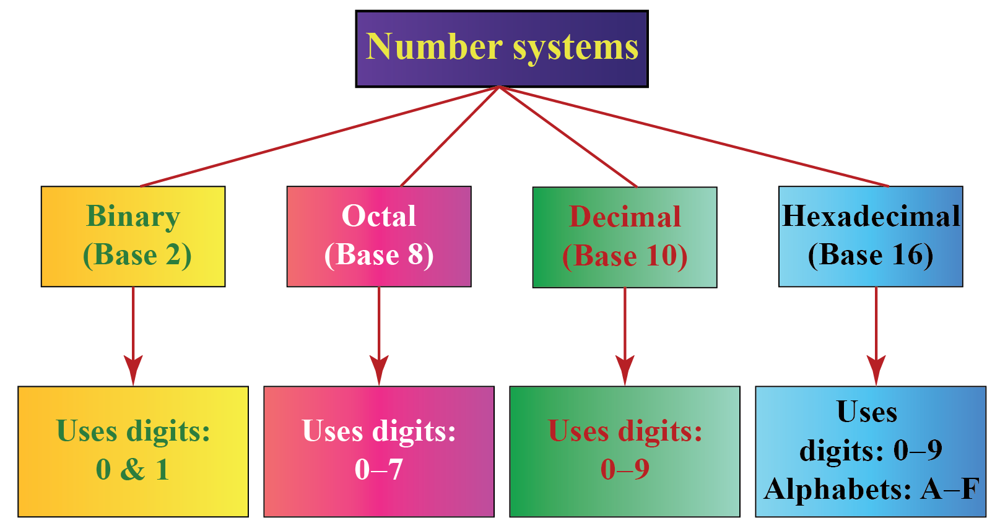 Number systems
Binary
(Base 2)
Octal
(Base 8)
Decimal
(Base 10)
Hexadecimal
(Base 16)
Uses digits:
0 & 1
Uses digits:
0–7
Uses digits:
0–9
Uses
digits: 0–9
Alphabets: A–F